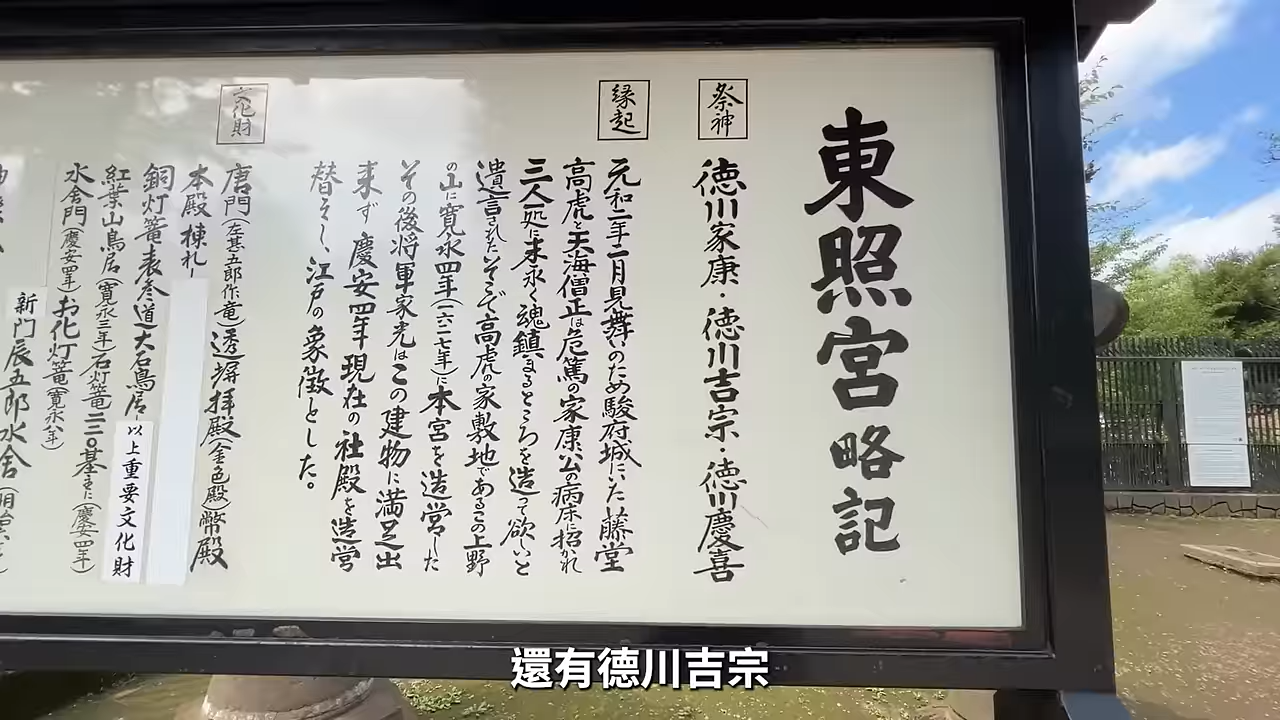 東照宮略記
祭神
徳川家康・徳川吉宗・徳川慶喜
縁起
元和二年二月見舞いのため駿府城にいた藤堂
高虎と天海僧正は危篤の家康公の病床に招かれ
三人一処に末永く魂鎮まるところを造って欲しいと
遺言された。そこで高虎の家敷地であるこの上野
の山に寛永四年(一六二七年)に本宮を造営した
その後将軍家光はこの建物に満足出
来ず慶安四年現在の社殿を造営
替えし、江戸の象徴とした。
文化財
唐門(左甚五郎作竜)透塀拝殿(金色殿)幣殿
本殿棟札
銅灯篭表参道大石鳥居以上重要文化財
紅葉山鳥居(寛永三年)石灯篭二二〇基(慶安四年)
水舎門(慶安四年)お化灯篭(寛永八年)
新門辰五郎水舎
還有德川吉宗